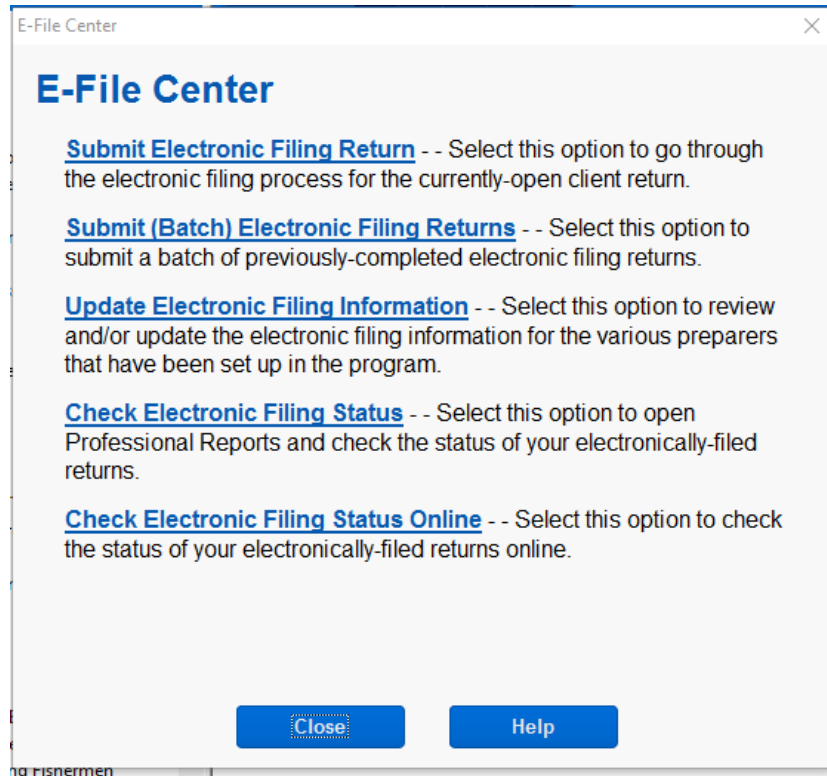 E-File Center
E-File Center
Submit Electronic Filing Return - - Select this option to go through
the electronic filing process for the currently-open client return.
Submit (Batch) Electronic Filing Returns - - Select this option to
submit a batch of previously-completed electronic filing returns.
Update Electronic Filing Information - - Select this option to review
and/or update the electronic filing information for the various preparers
that have been set up in the program.
Check Electronic Filing Status - - Select this option to open
Professional Reports and check the status of your electronically-filed
returns.
Check Electronic Filing Status Online - - Select this option to check
the status of your electronically-filed returns online.
Close Help
Fishermen